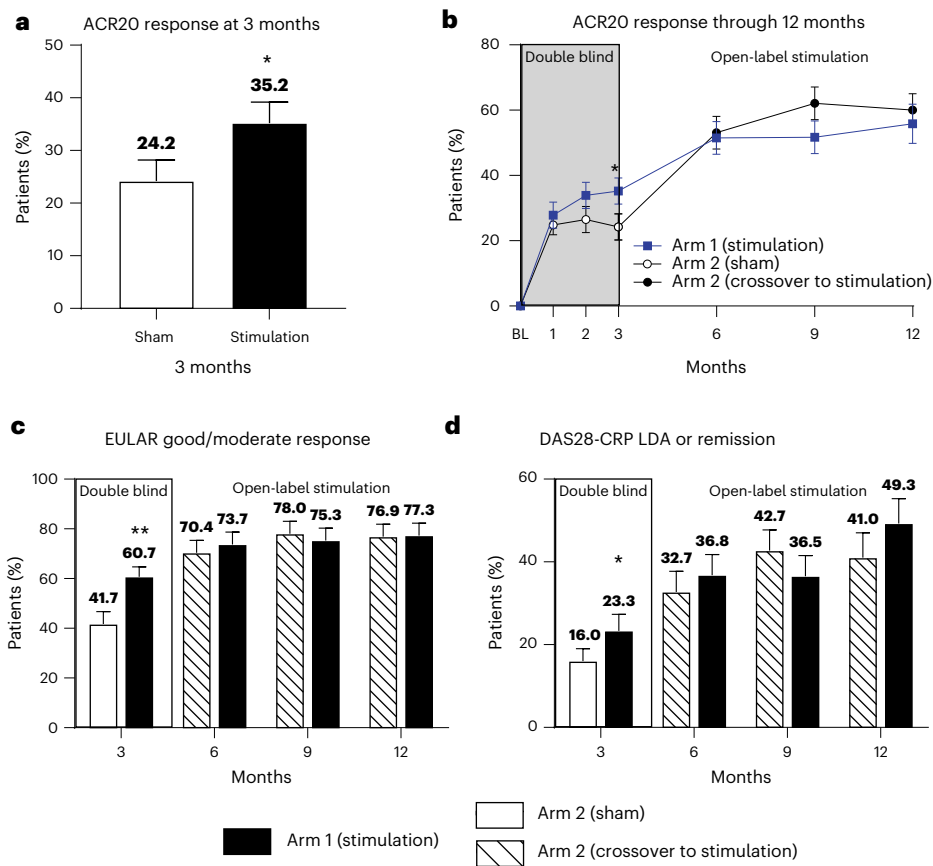 a
ACR20 response at 3 months
50
40
30
20
10
0
Patients (%)
24.2
*
35.2
Sham
Stimulation
3 months
b
ACR20 response through 12 months
80
60
40
20
0
Patients (%)
Double blind
Open-label stimulation
*
Arm 1 (stimulation)
Arm 2 (sham)
Arm 2 (crossover to stimulation)
BL 1 2 3 6 9 12
Months
c
EULAR good/moderate response
100
80
60
40
20
0
Patients (%)
Double blind
Open-label stimulation
41.7
**
60.7
70.4 73.7
78.0 75.3
76.9 77.3
3 6 9 12
Months
d
DAS28-CRP LDA or remission
60
40
20
0
Patients (%)
Double blind
Open-label stimulation
16.0
*
23.3
32.7 36.8
42.7 36.5
41.0 49.3
3 6 9 12
Months
Arm 1 (stimulation)
Arm 2 (sham)
Arm 2 (crossover to stimulation)